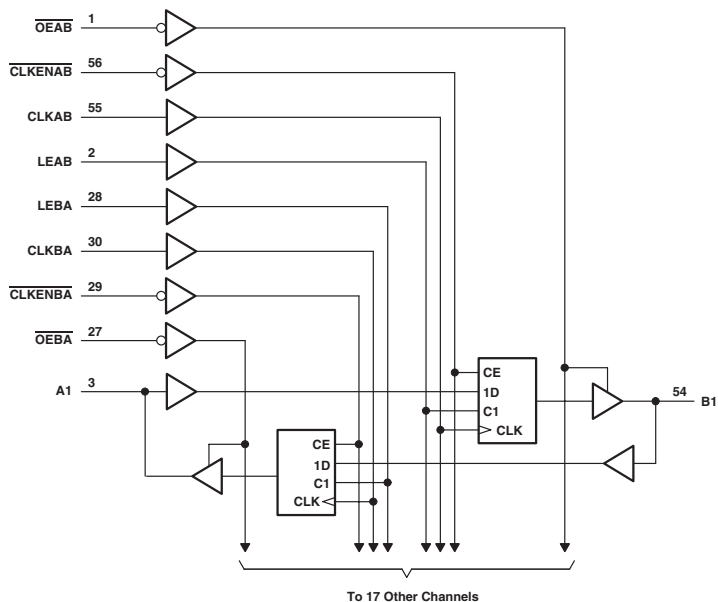 OEAB 1
CLKENAB 56
CLKAB 55
LEAB 2
LEBA 28
CLKBA 30
CLKENBA 29
OEBA 27
A1 3
CE
1D
C1
CLK
54 B1
CE
1D
C1
CLK
To 17 Other Channels